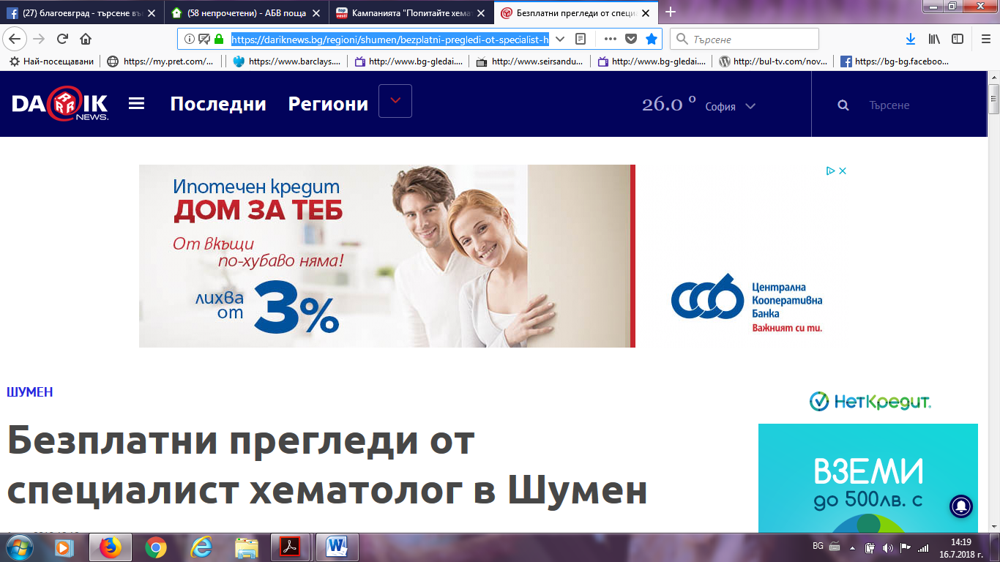 (27) благоевград - търсене въ
(58 непрочетени) - АБВ поща
Кампанията "Попитайте хемат
Безплатни прегледи от специа
https://dariknews.bg/regioni/shumen/bezplatni-pregledi-ot-specialist-h
Търсене
Най-посещавани
https://my.pret.com/...
https://www.barclays....
http://www.bg-gledai....
http://www.seirsandu...
http://www.bg-gledai....
http://bul-tv.com/nov...
https://bg-bg.faceboo...
DARIK
NEWS.
Последни
Региони
26.0 °
София
Търсене
Ипотечен кредит
ДОМ ЗА ТЕБ
От вкъщи
по-хубаво няма!
лихва
от
3%
ЦКБ
Централна
Кооперативна
Банка
Важният си ти.
ШУМЕН
Безплатни прегледи от
специалист хематолог в Шумен
НетКредит
ВЗЕМИ
до 500лв. с
BG
14:19
16.7.2018 г.